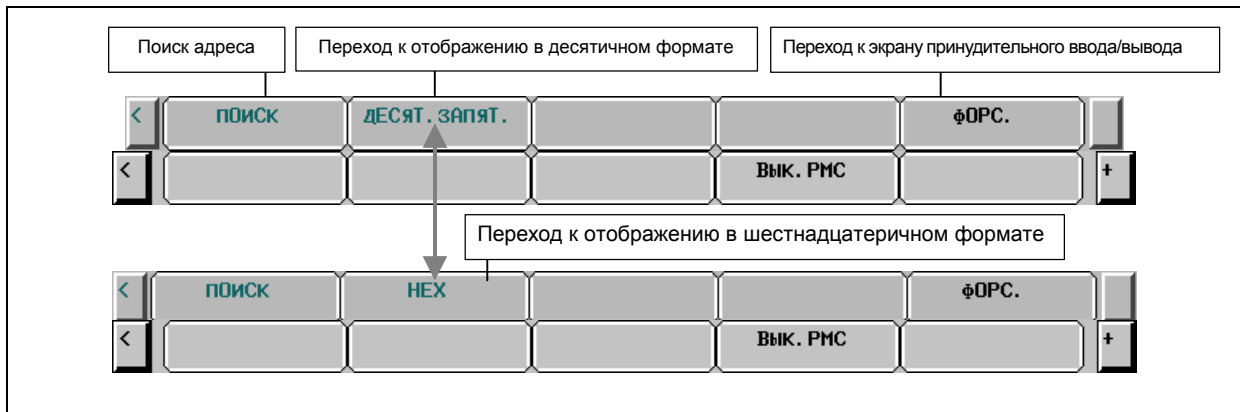 Поиск адреса
Переход к отображению в десятичном формате
Переход к экрану принудительного ввода/вывода
< ПОИСК ДЕСЯТ.ЗАПЯТ. ФОРС.
< Вык.PMC +
Переход к отображению в шестнадцатеричном формате
< ПОИСК HEX ФОРС.
< Вык.PMC +